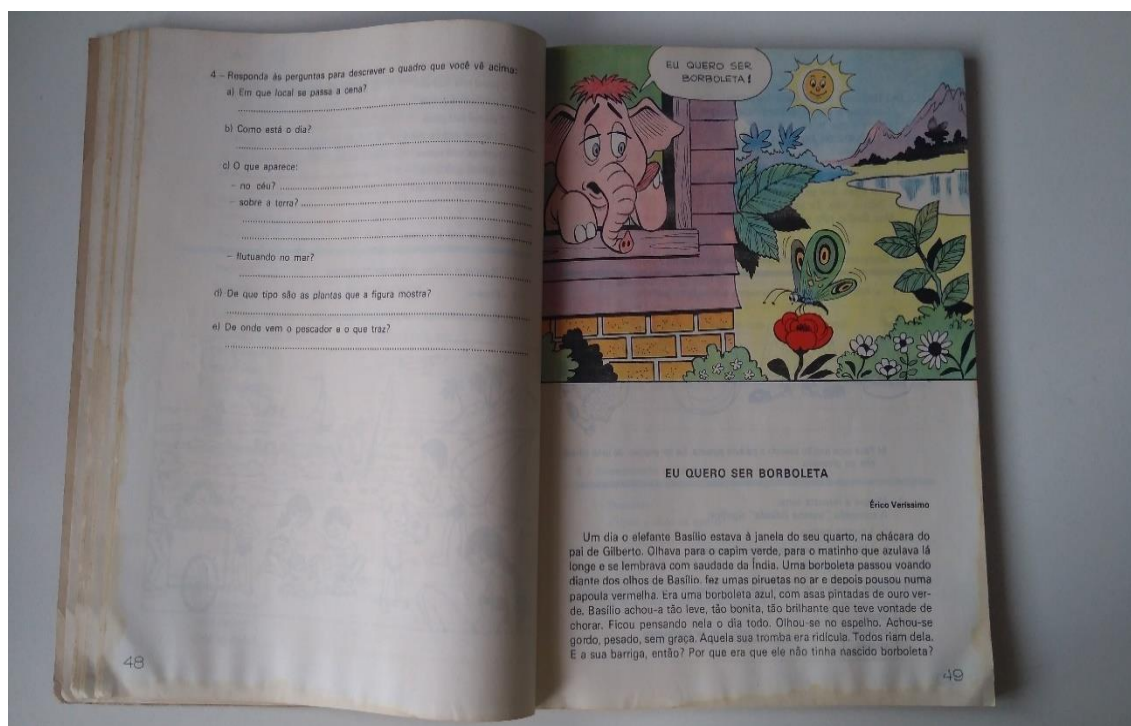 4 – Responda às perguntas para descrever o quadro que você vê acima:
a) Em que local se passa a cena?
b) Como está o dia?
c) O que aparece:
– no céu?
– sobre a terra?
– flutuando no mar?
d) De que tipo são as plantas que a figura mostra?
e) De onde vem o pescador e o que traz?
48
EU QUERO SER
BORBOLETA!
EU QUERO SER BORBOLETA
Érico Veríssimo
Um dia o elefante Basílio estava à janela do seu quarto, na chácara do
pai de Gilberto. Olhava para o capim verde, para o matinho que azulava lá
longe e se lembrava com saudade da Índia. Uma borboleta passou voando
diante dos olhos de Basílio, fez umas piruetas no ar e depois pousou numa
papoula vermelha. Era uma borboleta azul, com asas pintadas de ouro ver-
de. Basílio achou-a tão leve, tão bonita, tão brilhante que teve vontade de
chorar. Ficou pensando nela o dia todo. Olhou-se no espelho. Achou-se
gordo, pesado, sem graça. Aquela sua tromba era ridícula. Todos riam dela.
E a sua barriga, então? Por que era que ele não tinha nascido borboleta?
49